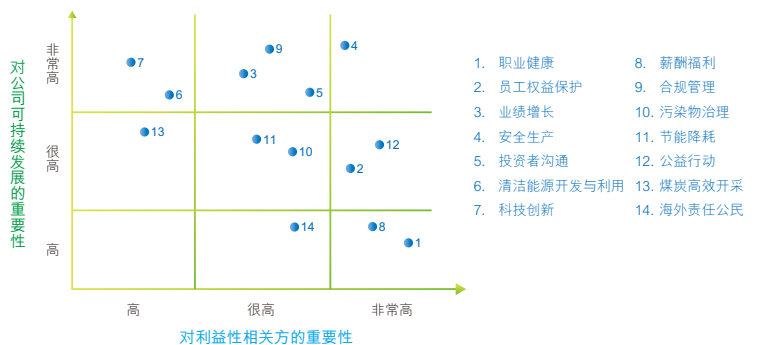 对公司可持续发展的重要性
非常高
很高
高
7
9
4
3
6
5
13
11
10
12
2
14
8
1
高
很高
非常高
对利益性相关方的重要性
1. 职业健康
2. 员工权益保护
3. 业绩增长
4. 安全生产
5. 投资者沟通
6. 清洁能源开发与利用
7. 科技创新
8. 薪酬福利
9. 合规管理
10. 污染物治理
11. 节能降耗
12. 公益行动
13. 煤炭高效开采
14. 海外责任公民